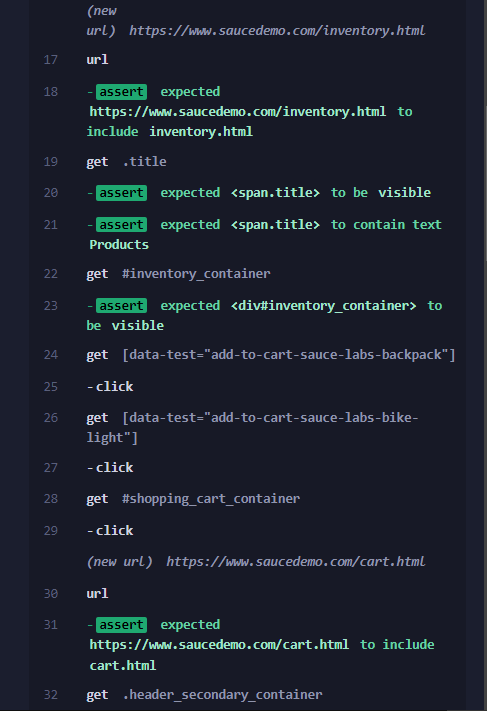 (new
url) https://www.saucedemo.com/inventory.html
17 url
18 -assert expected
https://www.saucedemo.com/inventory.html to
include inventory.html
19 get .title
20 -assert expected <span.title> to be visible
21 -assert expected <span.title> to contain text
Products
22 get #inventory_container
23 -assert expected <div#inventory_container> to
be visible
24 get [data-test="add-to-cart-sauce-labs-backpack"]
25 -click
26 get [data-test="add-to-cart-sauce-labs-bike-
light"]
27 -click
28 get #shopping_cart_container
29 -click
(new url) https://www.saucedemo.com/cart.html
30 url
31 -assert expected
https://www.saucedemo.com/cart.html to include
cart.html
32 get .header_secondary_container